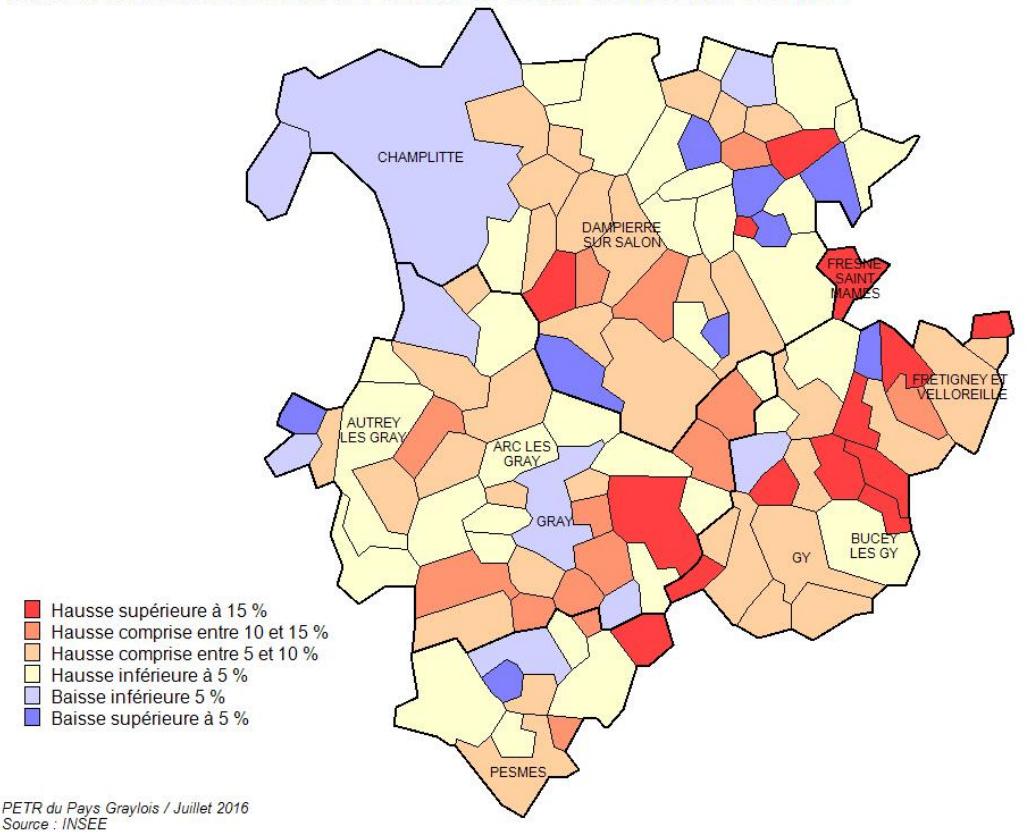 CHAMPLITTE
DAMPIERRE
SUR SALON
FRESNE
SAINT
MAMES
FRETIGNEY ET
VELLOREILLE
AUTREY
LES GRAY
ARC LES
GRAY
GRAY
BUCEY
LES GY
GY
PESMES
Hausse supérieure à 15 %
Hausse comprise entre 10 et 15 %
Hausse comprise entre 5 et 10 %
Hausse inférieure à 5 %
Baisse inférieure 5 %
Baisse supérieure à 5 %
PETR du Pays Graylois / Juillet 2016
Source : INSEE